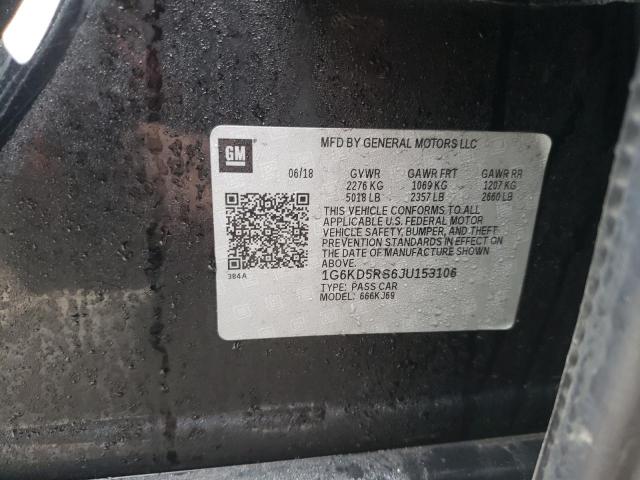 GM
MFD BY GENERAL MOTORS LLC
06/18 GVWR GAWR FRT GAWR RR
2276 KG 1069 KG 1207 KG
5018 LB 2357 LB 2660 LB
THIS VEHICLE CONFORMS TO ALL
APPLICABLE U.S. FEDERAL MOTOR
VEHICLE SAFETY, BUMPER, AND THEFT
PREVENTION STANDARDS IN EFFECT ON
THE DATE OF MANUFACTURE SHOWN
ABOVE.
384A
1G6KD5RS6JU153106
TYPE: PASS CAR
MODEL: 666KJ69